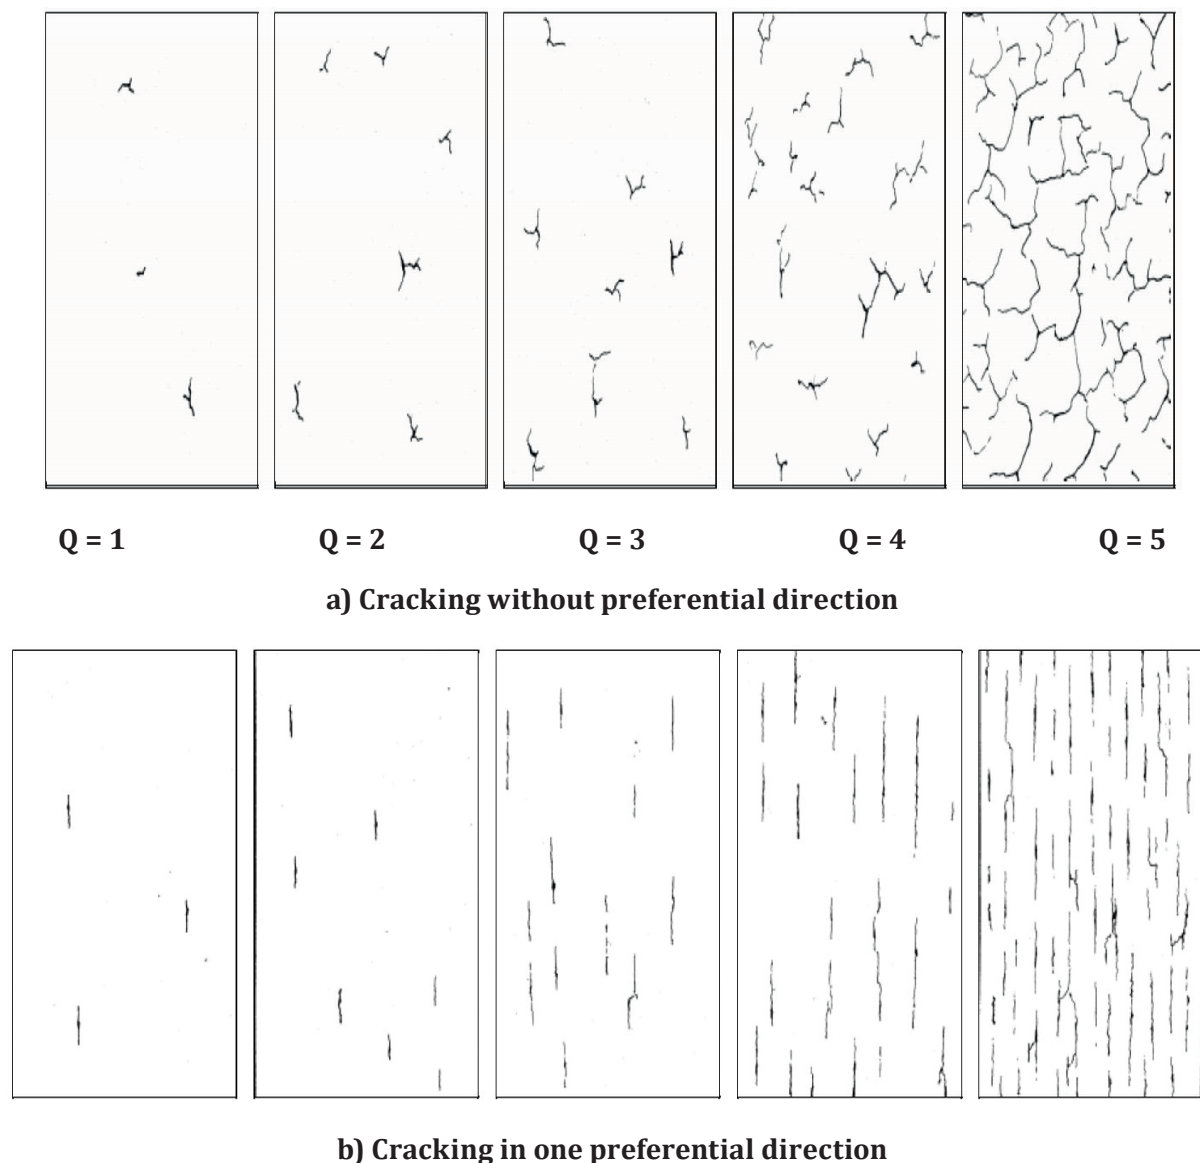 Q = 1 Q = 2 Q = 3 Q = 4 Q = 5
a) Cracking without preferential direction
b) Cracking in one preferential direction